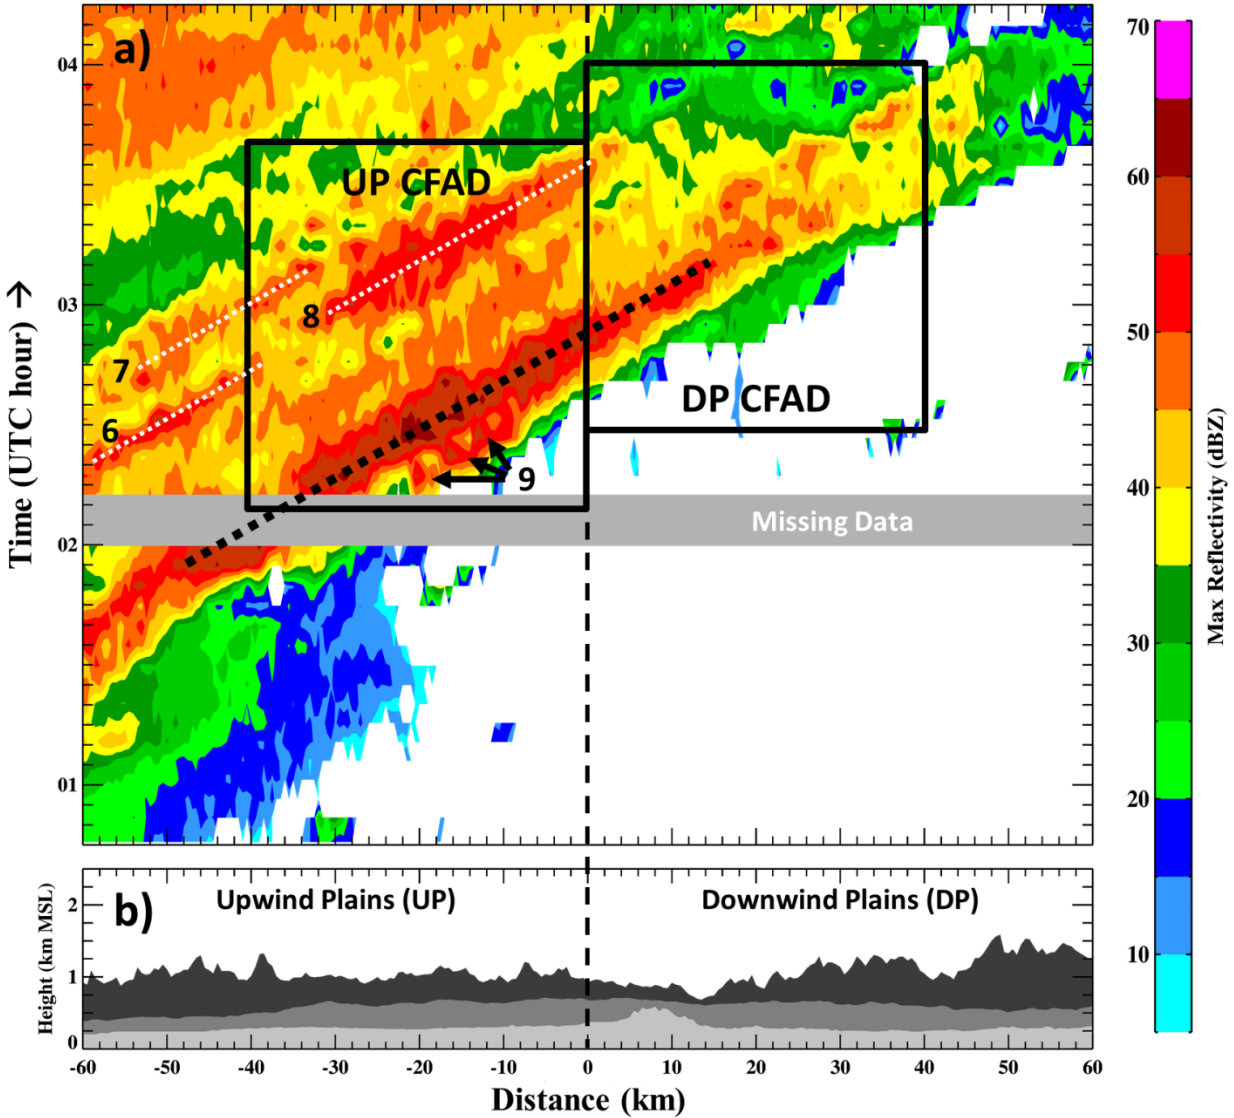 a)
04
03
02
01
Time (UTC hour) →
UP CFAD
DP CFAD
8
7
6
9
Missing Data
70
60
50
40
30
20
10
Max Reflectivity (dBZ)
b)
Upwind Plains (UP)
Downwind Plains (DP)
Height (km MSL)
2
1
0
-60 -50 -40 -30 -20 -10 0 10 20 30 40 50 60
Distance (km)